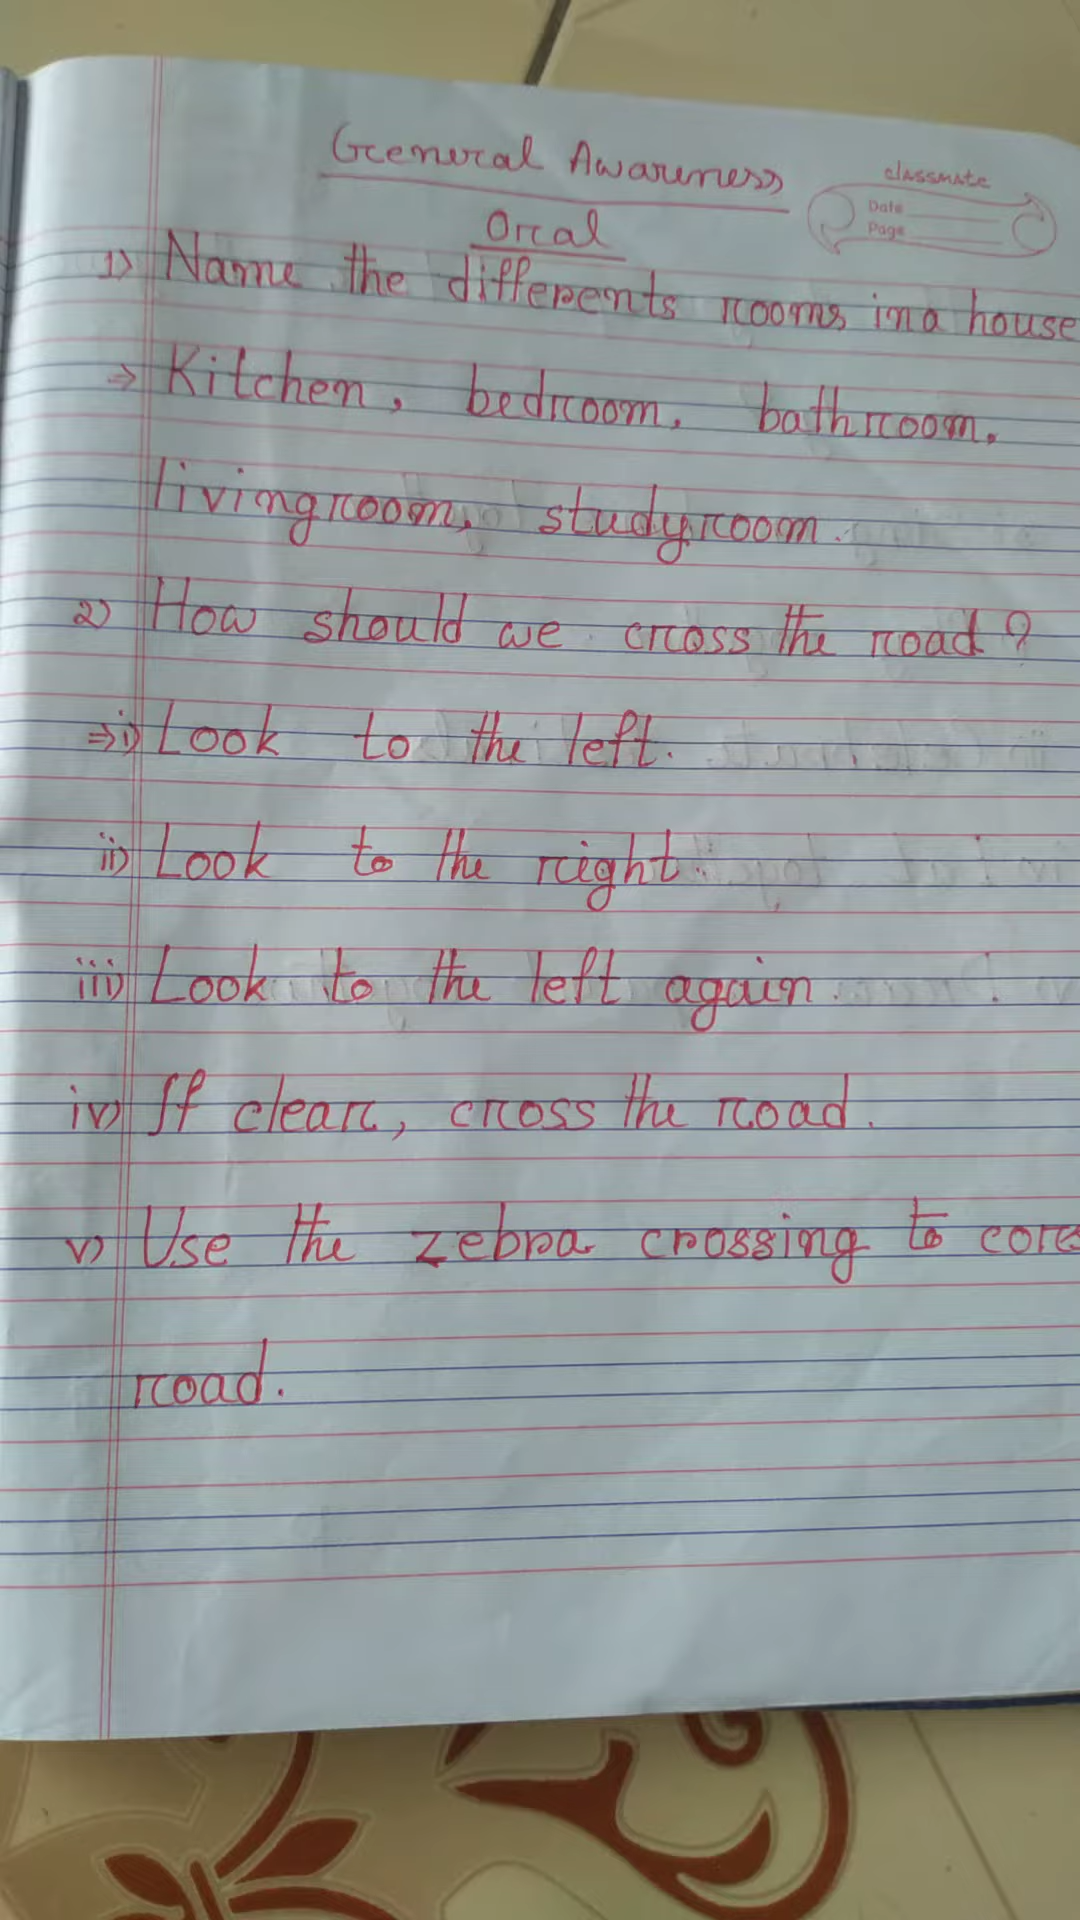 General Awareness
classmate
Date
Page
Oral
1) Name the differents rooms in a house
⇒ Kitchen, bedroom, bathroom,
livingroom, studyroom.
2) How should we cross the road?
⇒ i) Look to the left.
ii) Look to the right.
iii) Look to the left again.
iv) If clear, cross the road.
v) Use the zebra crossing to
road.